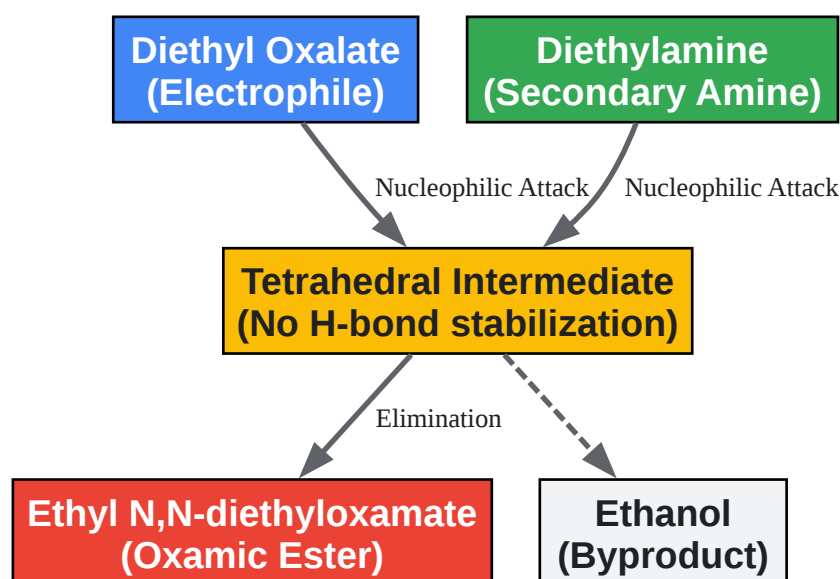 Diethyl Oxalate
(Electrophile)
Diethylamine
(Secondary Amine)
Nucleophilic Attack
Nucleophilic Attack
Tetrahedral Intermediate
(No H-bond stabilization)
Elimination
Ethyl N,N-diethyloxamate
(Oxamic Ester)
Ethanol
(Byproduct)